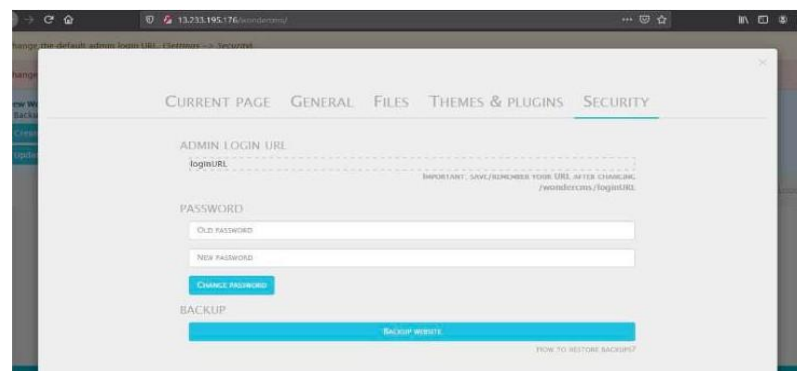 13.233.195.176/wondercms/
change the default admin login URL. (Settings -> Security)
CURRENT PAGE GENERAL FILES THEMES & PLUGINS SECURITY
ADMIN LOGIN URL
loginURL
IMPORTANT: SAVE/REMEMBER YOUR URL AFTER CHANGING
/wondercms/loginURL
PASSWORD
OLD PASSWORD
NEW PASSWORD
CHANGE PASSWORD
BACKUP
BACKUP WEBSITE
HOW TO RESTORE BACKUPS?